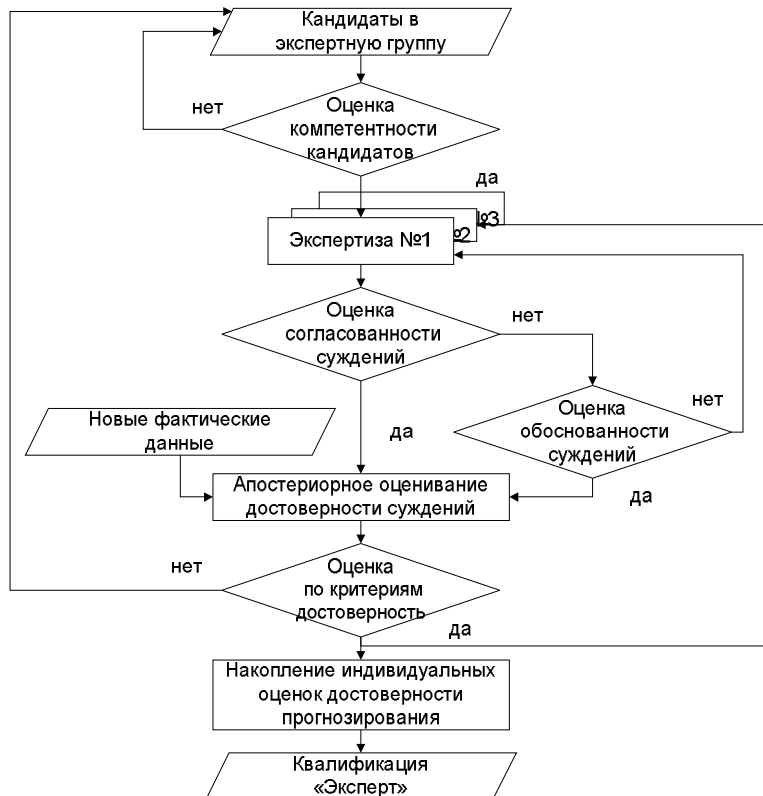 Кандидаты в
экспертную группу
нет
Оценка
компетентности
кандидатов
да
№3
№2
Экспертиза №1
Оценка
согласованности
суждений
нет
Новые фактические
данные
да
Оценка
обоснованности
суждений
нет
Апостериорное оценивание
достоверности суждений
да
нет
Оценка
по критериям
достоверность
да
Накопление индивидуальных
оценок достоверности
прогнозирования
Квалификация
«Эксперт»